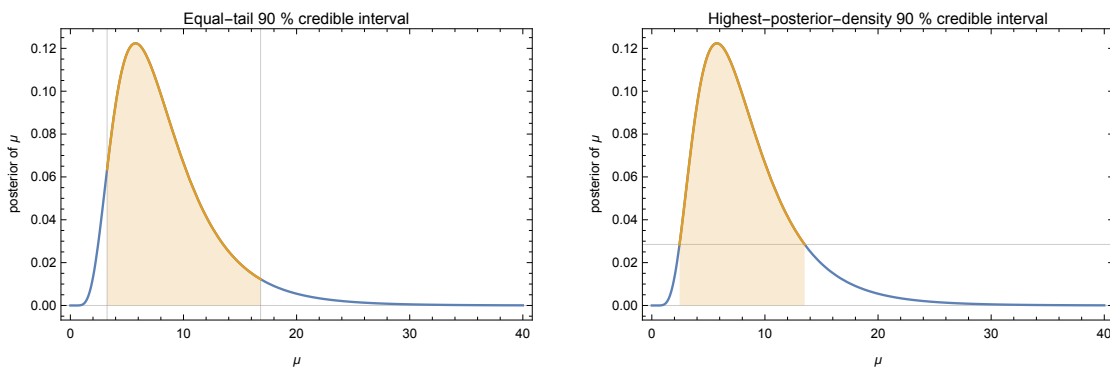 Equal-tail 90 % credible interval
0.12
0.10
0.08
0.06
0.04
0.02
0.00
posterior of μ
0 10 20 30 40
μ
Highest-posterior-density 90 % credible interval
0.12
0.10
0.08
0.06
0.04
0.02
0.00
posterior of μ
0 10 20 30 40
μ